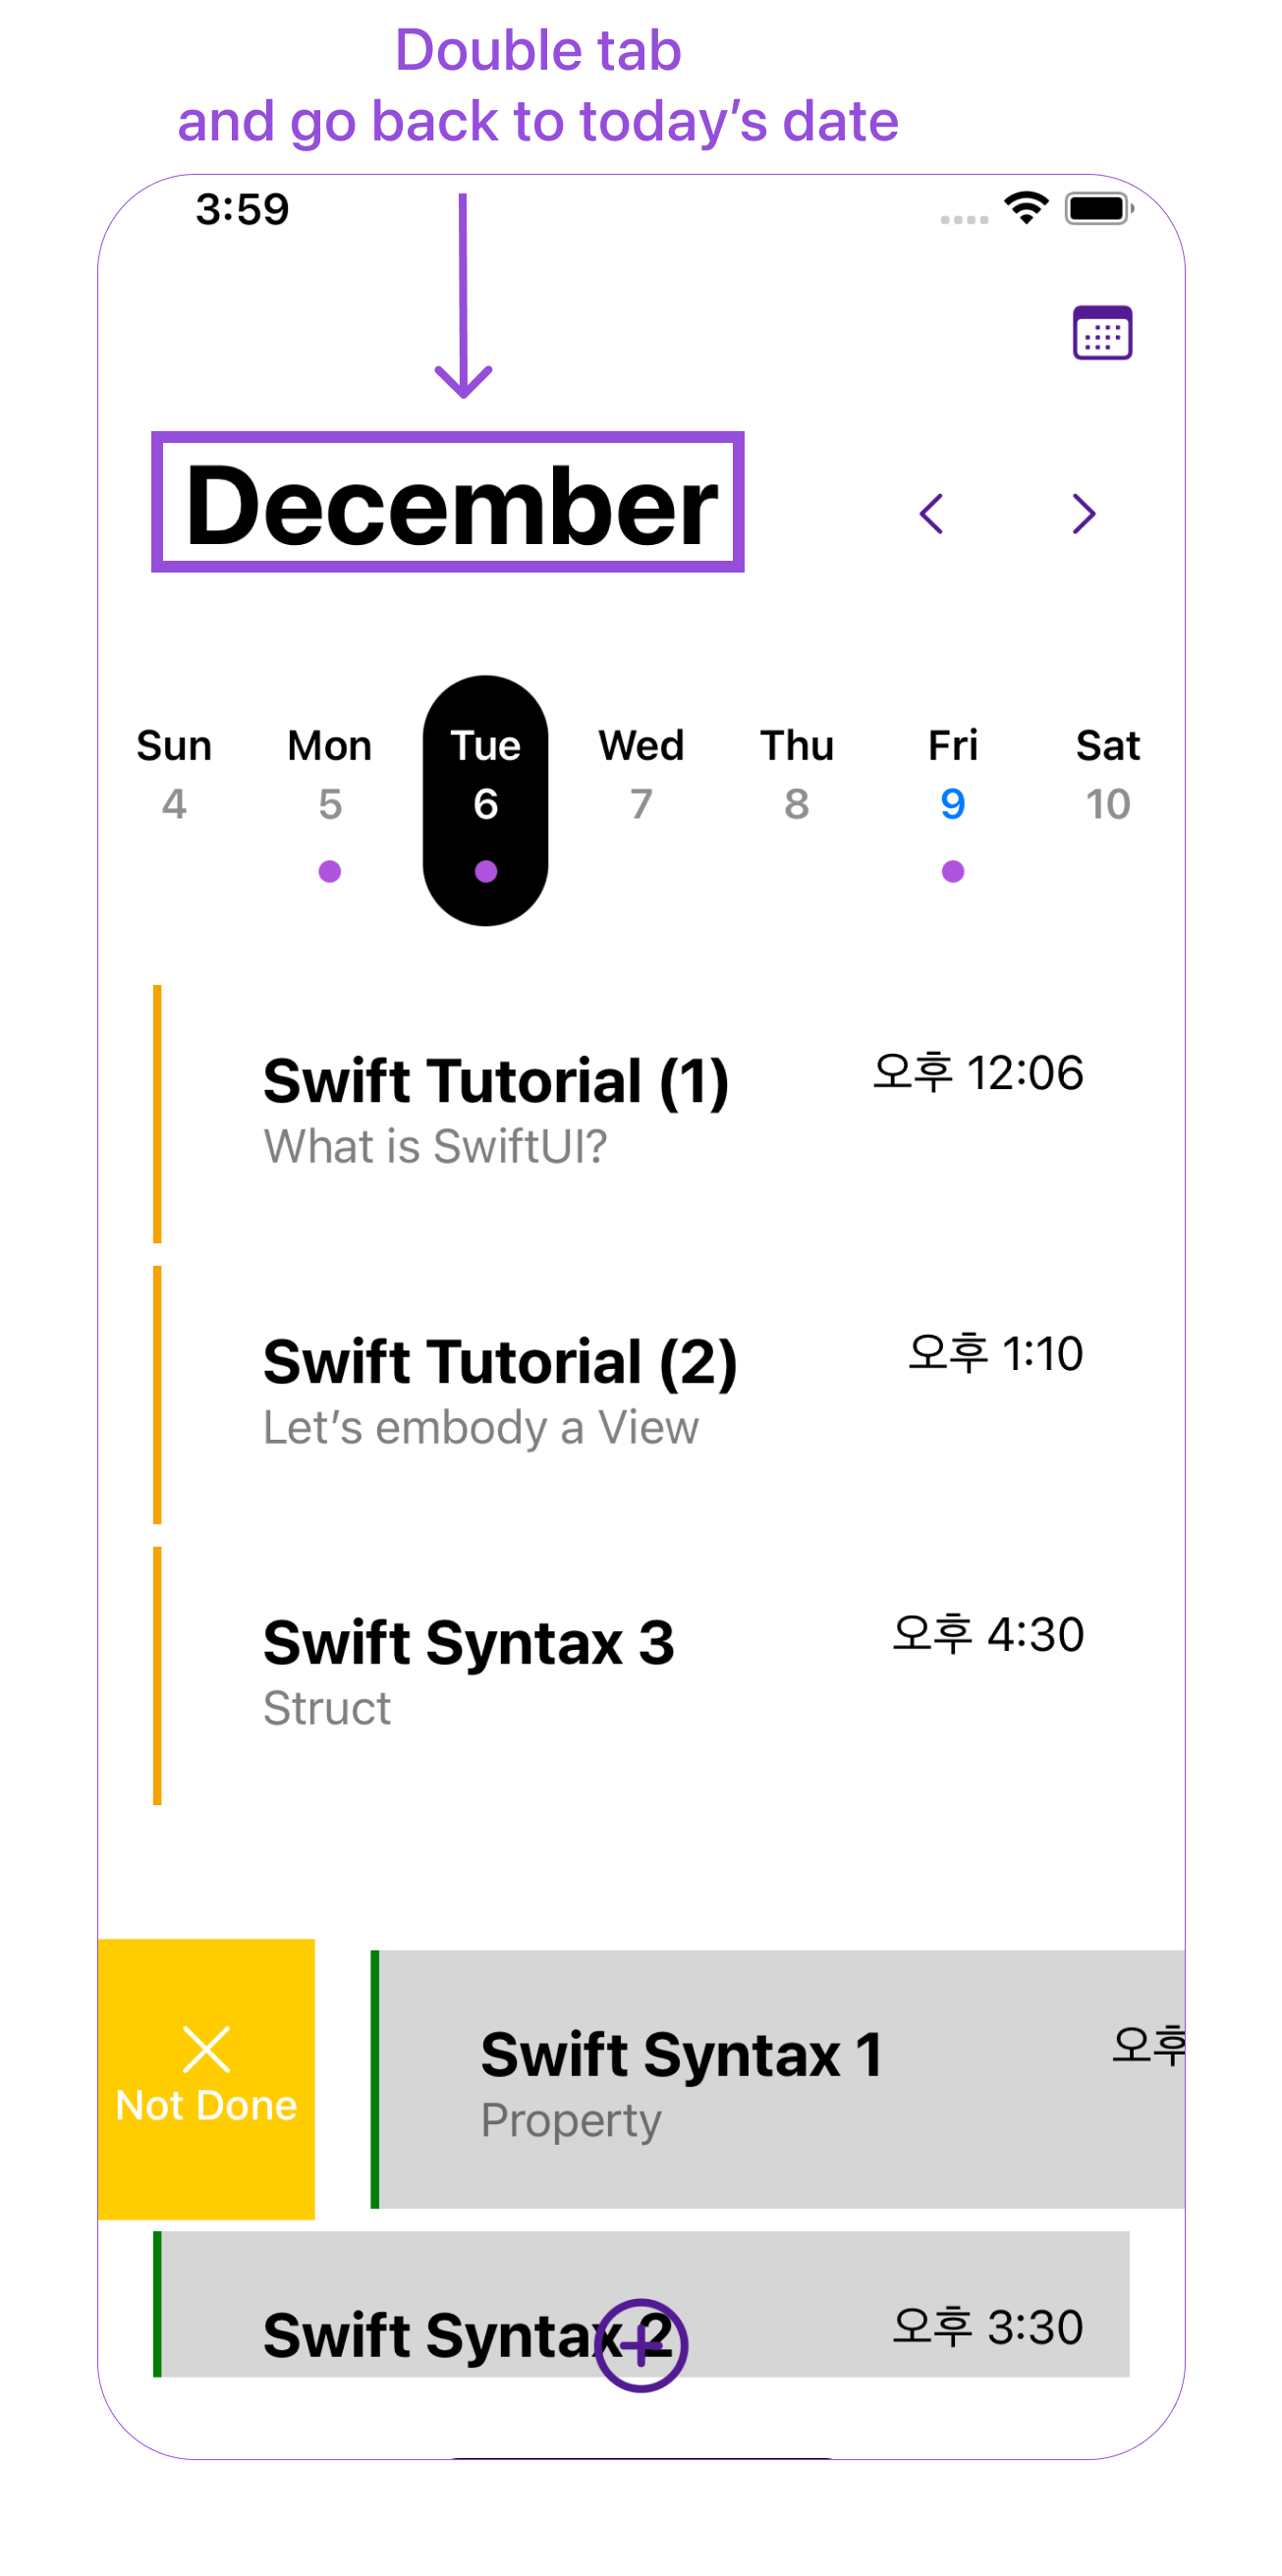 Double tab
and go back to today’s date
3:59
December
Sun Mon Tue Wed Thu Fri Sat
4 5 6 7 8 9 10
Swift Tutorial (1) 오후 12:06
What is SwiftUI?
Swift Tutorial (2) 오후 1:10
Let’s embody a View
Swift Syntax 3 오후 4:30
Struct
Swift Syntax 1 오후
Not Done
Property
Swift Syntax 2 오후 3:30